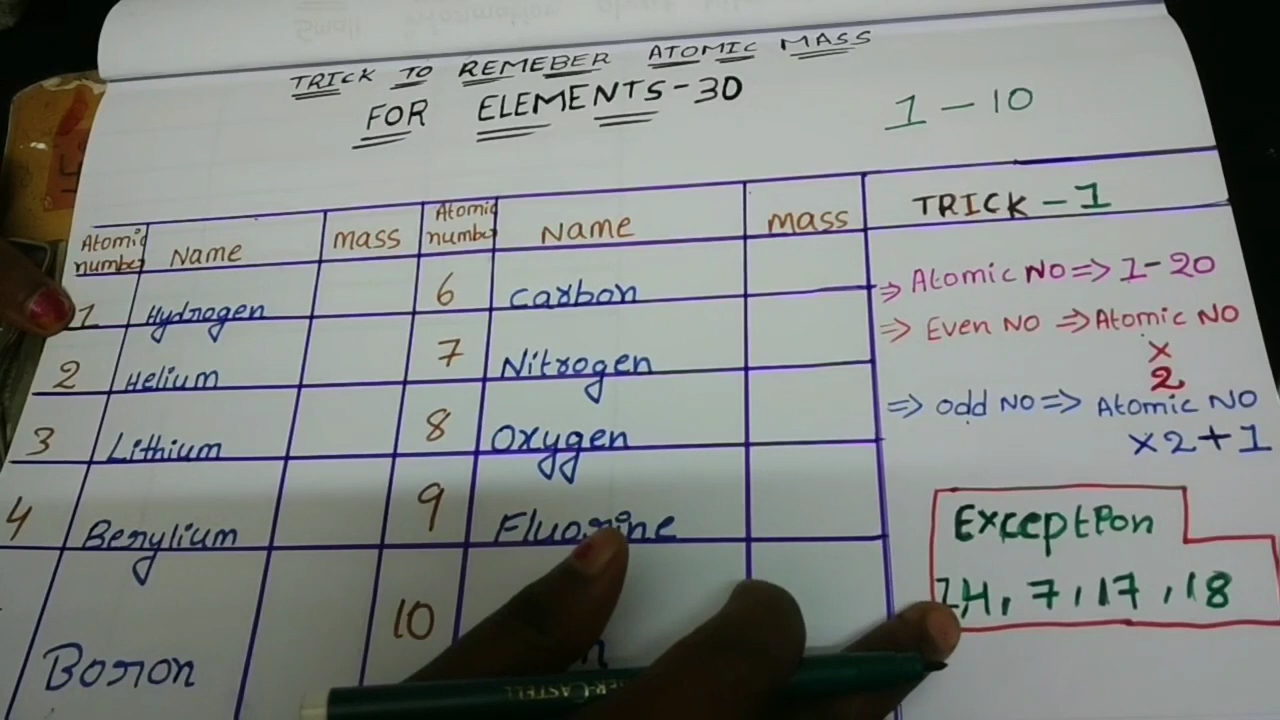 TRICK TO REMEBER ATOMIC MASS
FOR ELEMENTS-30
1-10
Atomic number Name mass Atomic number Name mass
1 Hydrogen 6 Carbon
2 Helium 7 Nitrogen
3 Lithium 8 Oxygen
4 Berylium 9 Fluorine
Boron 10
TRICK-1
⇒ Atomic NO ⇒ 1-20
⇒ Even NO ⇒ Atomic NO
×
2
⇒ Odd NO ⇒ Atomic NO
×2+1
Exception
1H, 7, 17, 18